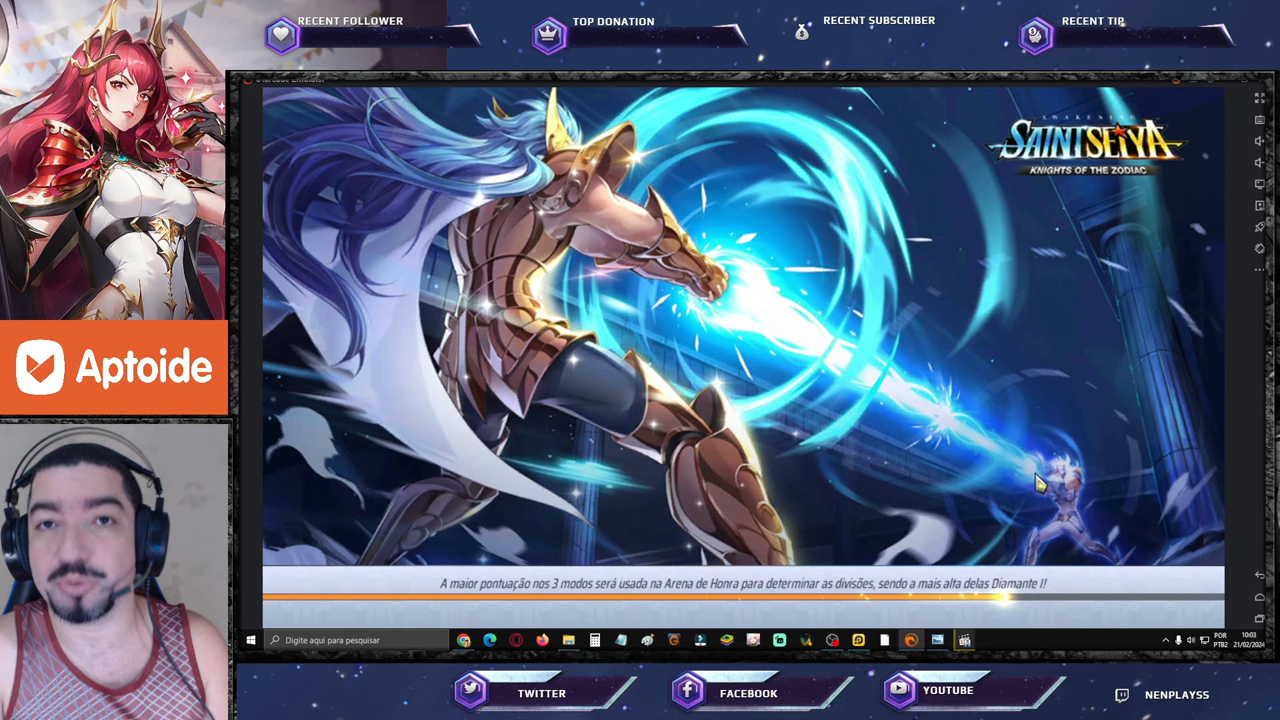 RECENT FOLLOWER
TOP DONATION
RECENT SUBSCRIBER
RECENT TIP
AWAKENING
SAINT SEIYA
KNIGHTS OF THE ZODIAC
Aptoide
A maior pontuação nos 3 modos será usada na Arena de Honra para determinar as divisões, sendo a mais alta delas Diamante I!
Digite aqui para pesquisar
POR
PTB2
10:03
21/02/2024
TWITTER
FACEBOOK
YOUTUBE
NENPLAYSS